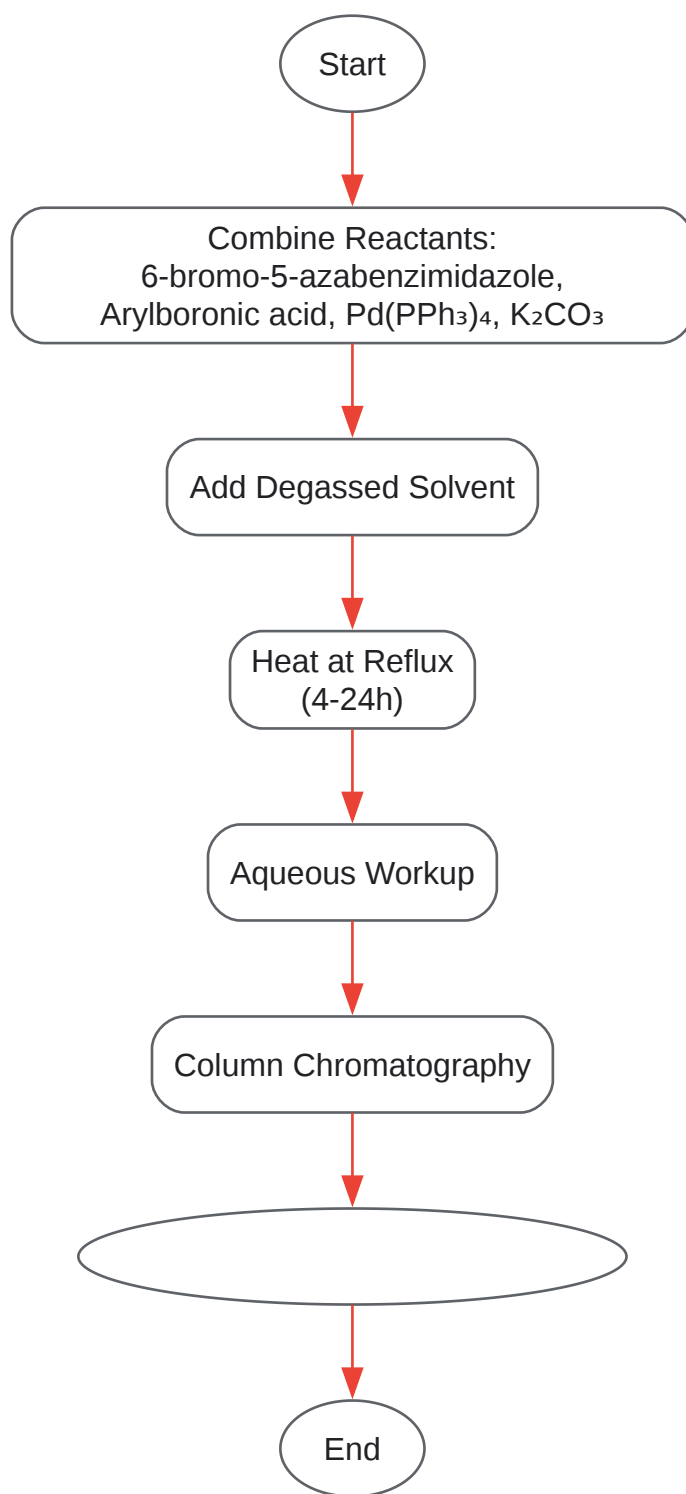 Start
Combine Reactants:
6-bromo-5-azabenzimidazole,
Arylboronic acid, Pd(PPh₃)₄, K₂CO₃
Add Degassed Solvent
Heat at Reflux
(4-24h)
Aqueous Workup
Column Chromatography
End